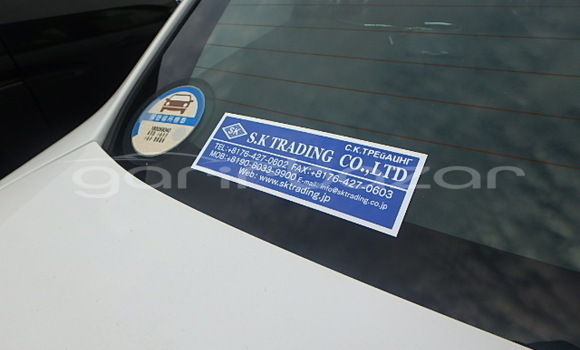 С.К.ТРЕЙДИНГ
SK S.K TRADING CO.,LTD
TEL:+8176-427-0602 FAX:+8176-427-0603
MOB:+8190-8033-9900 E-mail: info@sktrading.co.jp
Web: www.sktrading.jp